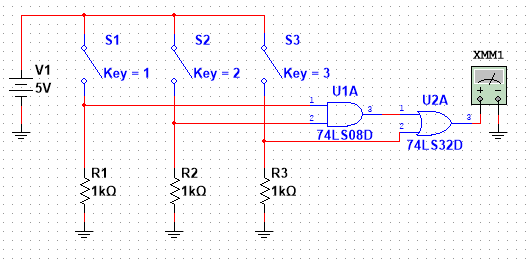 S1
S2
S3
XMM1
V1
5V
Key = 1
Key = 2
Key = 3
U1A
U2A
+
-
1
2
3
1
2
3
74LS08D
74LS32D
R1
1kΩ
R2
1kΩ
R3
1kΩ